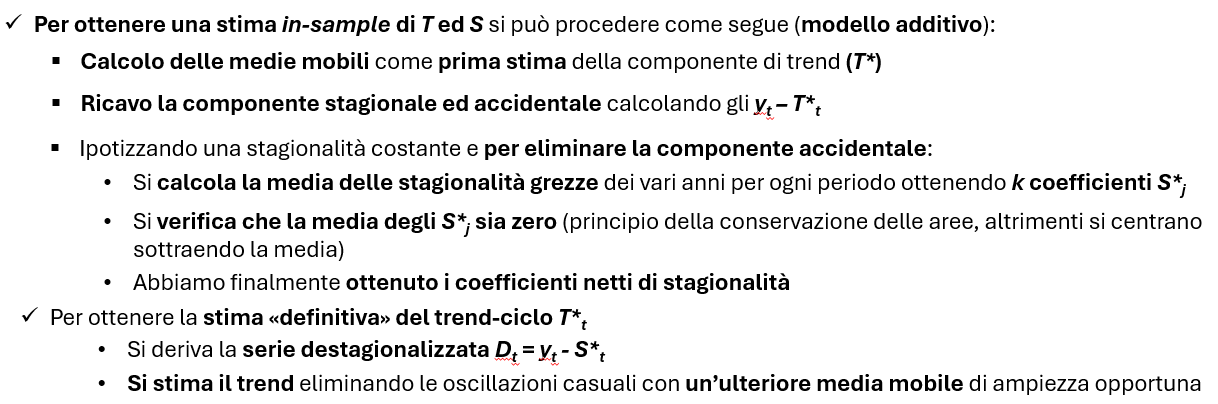 ✓ Per ottenere una stima in-sample di T ed S si può procedere come segue (modello additivo):
▪ Calcolo delle medie mobili come prima stima della componente di trend (T*)
▪ Ricavo la componente stagionale ed accidentale calcolando gli yt – T*t
▪ Ipotizzando una stagionalità costante e per eliminare la componente accidentale:
• Si calcola la media delle stagionalità grezze dei vari anni per ogni periodo ottenendo k coefficienti S*j
• Si verifica che la media degli S*j sia zero (principio della conservazione delle aree, altrimenti si centrano
sottraendo la media)
• Abbiamo finalmente ottenuto i coefficienti netti di stagionalità
✓ Per ottenere la stima «definitiva» del trend-ciclo T*t
• Si deriva la serie destagionalizzata Dt = yt - S*t
• Si stima il trend eliminando le oscillazioni casuali con un’ulteriore media mobile di ampiezza opportuna